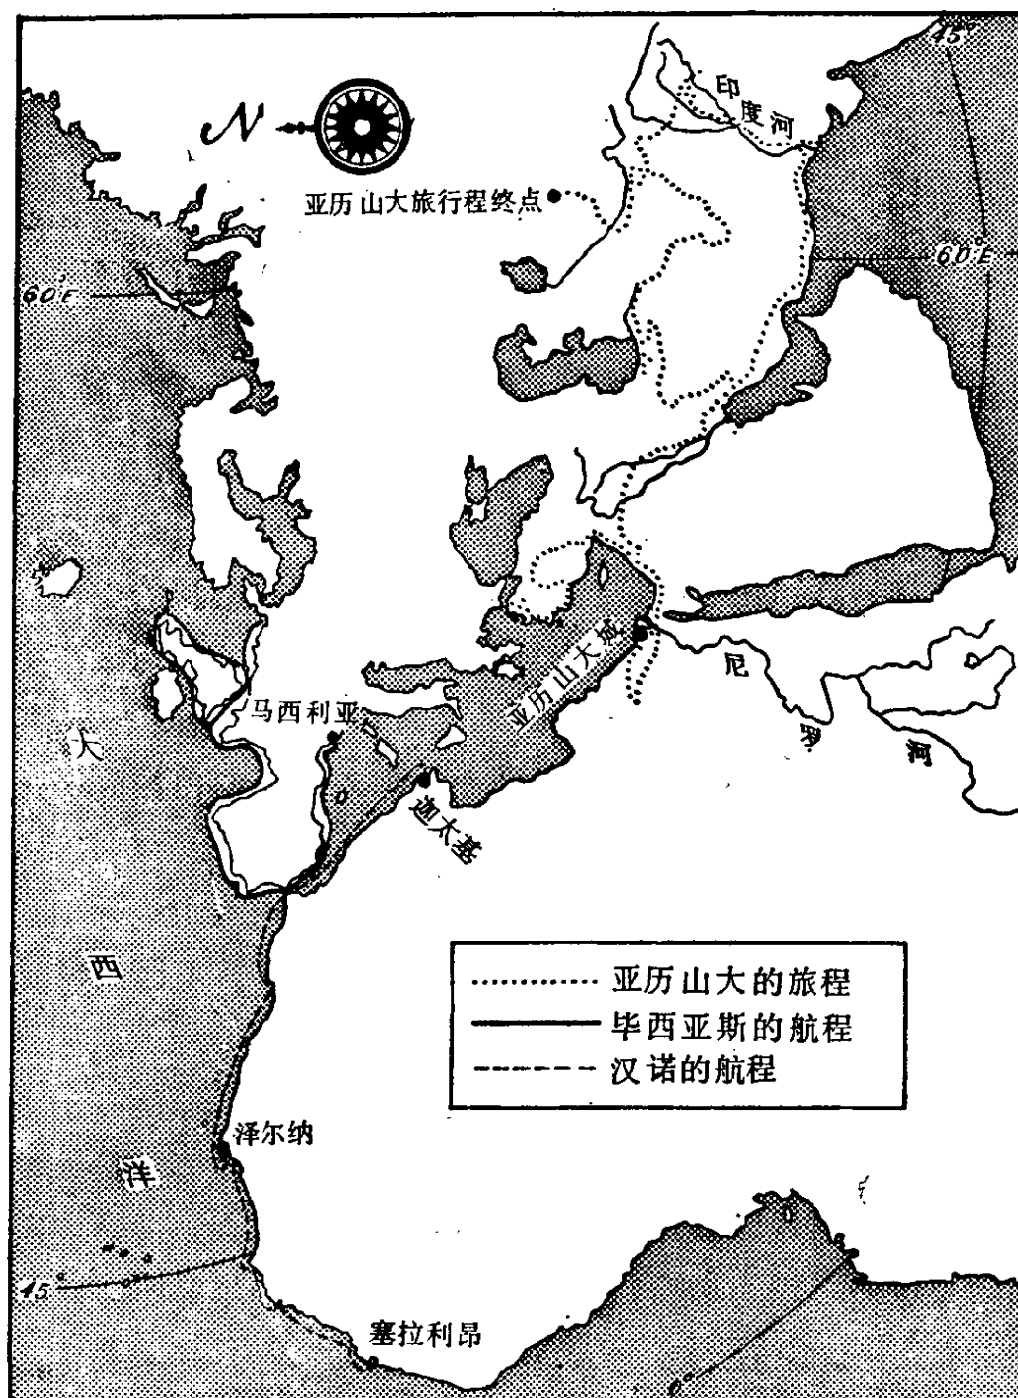 45°
印度河
N
亚历山大旅行程终点
60°E
60°E
亚历山大城
尼罗河
马西利亚
迦太基
大西洋
亚历山大的旅程
毕西亚斯的航程
汉诺的航程
泽尔纳
45°
塞拉利昂
0°